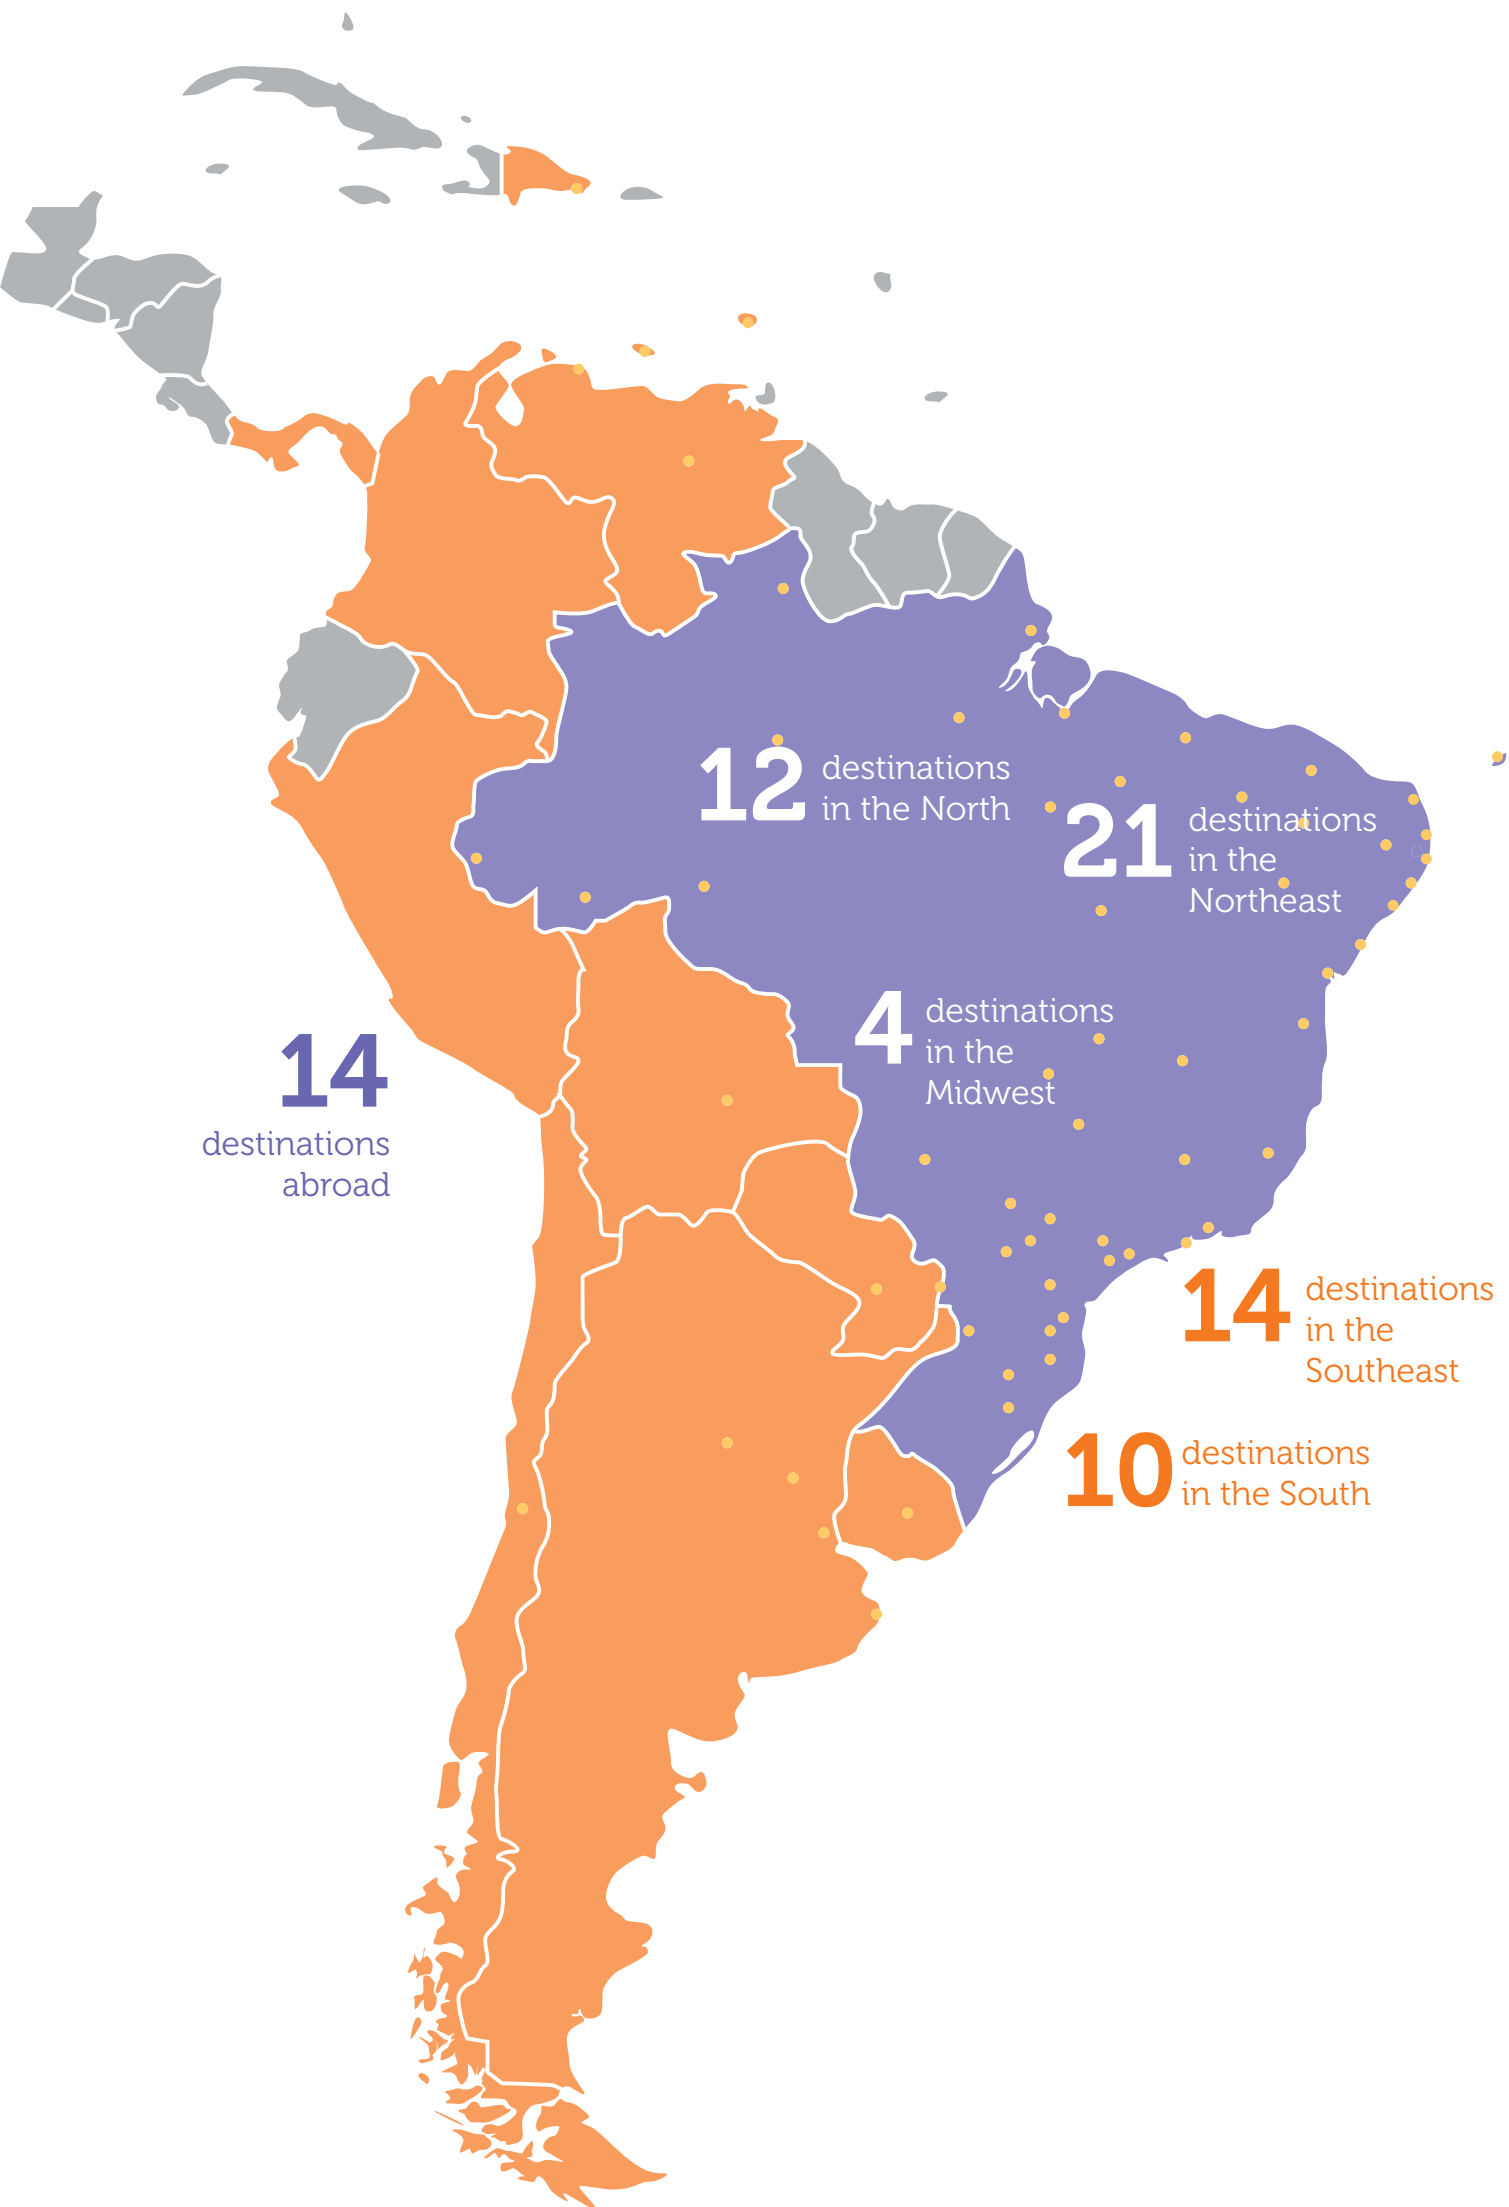 12
destinations
in the North
21
destinations
in the
Northeast
4
destinations
in the
Midwest
14
destinations
abroad
14
destinations
in the
Southeast
10
destinations
in the South